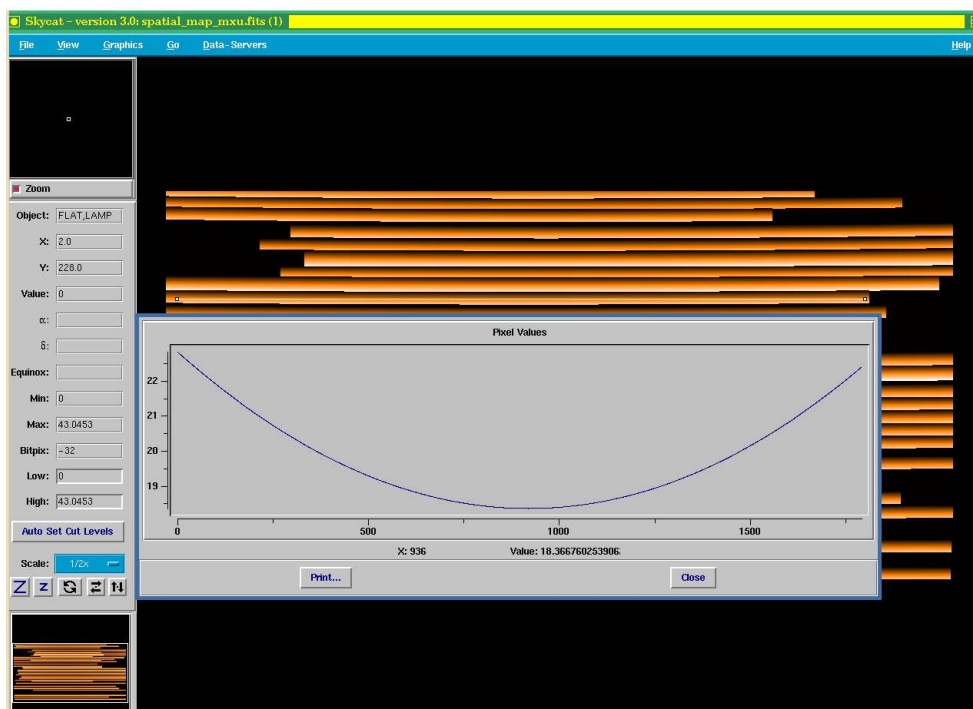 Skycat - version 3.0: spatial_map_mxu.fits (1)
File View Graphics Go Data-Servers Help
Zoom
Object: FLAT,LAMP
X: 2.0
Y: 228.0
Value: 0
α:
δ:
Equinox:
Min: 0
Max: 43.0453
Bitpix: -32
Low: 0
High: 43.0453
Auto Set Cut Levels
Scale: 1/2x
Z z
Pixel Values
22
21
20
19
0 500 1000 1500
X: 936 Value: 18.366760253906
Print... Close